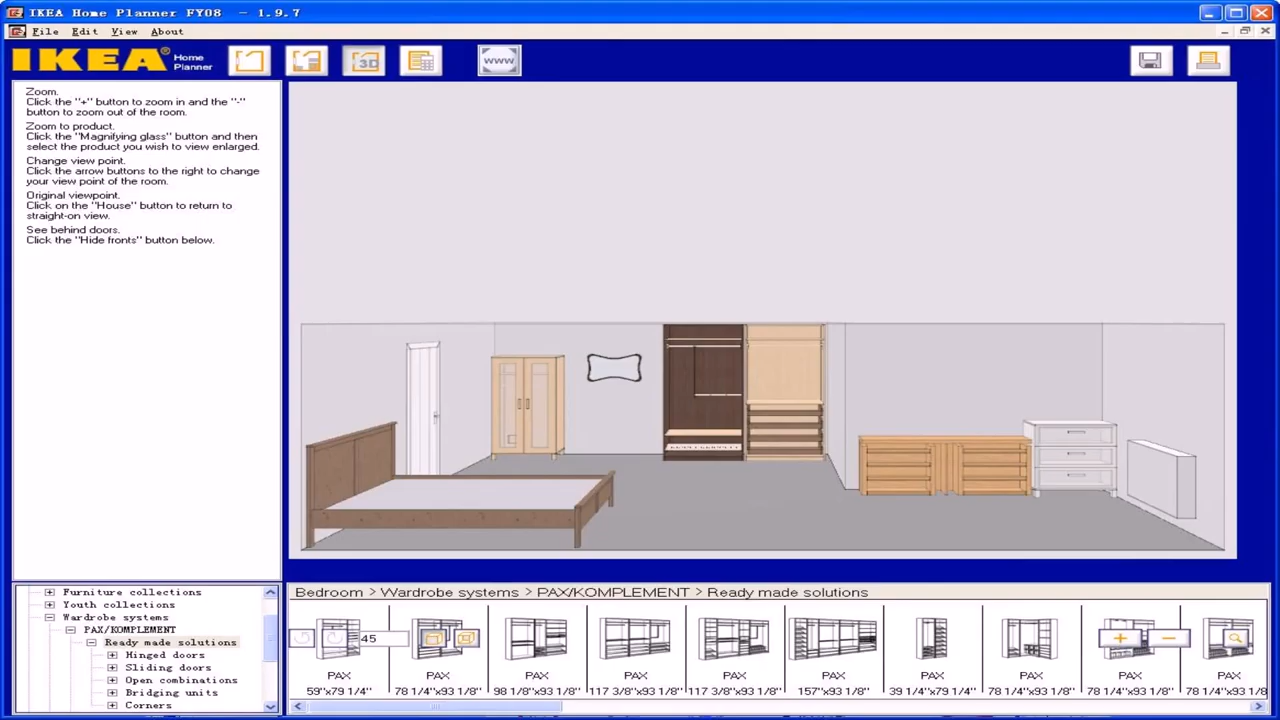 IKEA Home Planner FY08 - 1.9.7
File Edit View About
IKEA® Home Planner
3D
WWW
Zoom.
Click the "+" button to zoom in and the "-"
button to zoom out of the room.
Zoom to product.
Click the "Magnifying glass" button and then
select the product you wish to view enlarged.
Change view point.
Click the arrow buttons to the right to change
your view point of the room.
Original viewpoint.
Click on the "House" button to return to
straight-on view.
See behind doors.
Click the "Hide fronts" button below.
Furniture collections
Youth collections
Wardrobe systems
PAX/KOMPLEMENT
Ready made solutions
Hinged doors
Sliding doors
Open combinations
Bridging units
Corners
Bedroom > Wardrobe systems > PAX/KOMPLEMENT > Ready made solutions
45
PAX PAX PAX PAX PAX PAX PAX PAX PAX PAX
59"x79 1/4" 78 1/4"x93 1/8" 98 1/8"x93 1/8" 117 3/8"x93 1/8" 117 3/8"x93 1/8" 157"x93 1/8" 39 1/4"x79 1/4" 78 1/4"x93 1/8" 78 1/4"x93 1/8" 78 1/4"x93 1/8